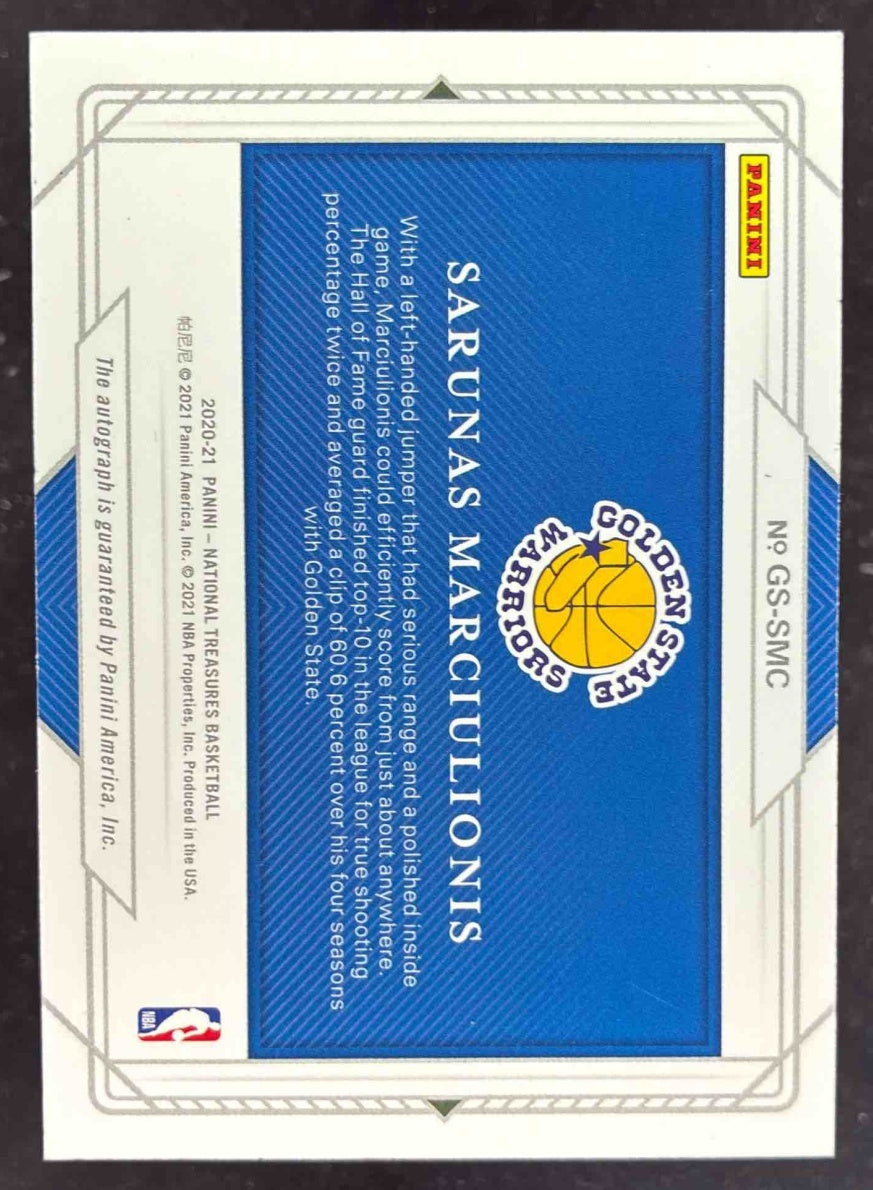 PANINI
Nº GS-SMC
GOLDEN STATE
WARRIORS
SARUNAS MARCIULIONIS
With a left-handed jumper that had serious range and a polished inside
game, Marciulionis could efficiently score from just about anywhere.
The Hall of Fame guard finished top-10 in the league for true shooting
percentage twice and averaged a clip of 60.6 percent over his four seasons
with Golden State.
2020-21 PANINI – NATIONAL TREASURES BASKETBALL
帕尼尼 © 2021 Panini America, Inc. © 2021 NBA Properties, Inc. Produced in the USA.
The autograph is guaranteed by Panini America, Inc.
NBA